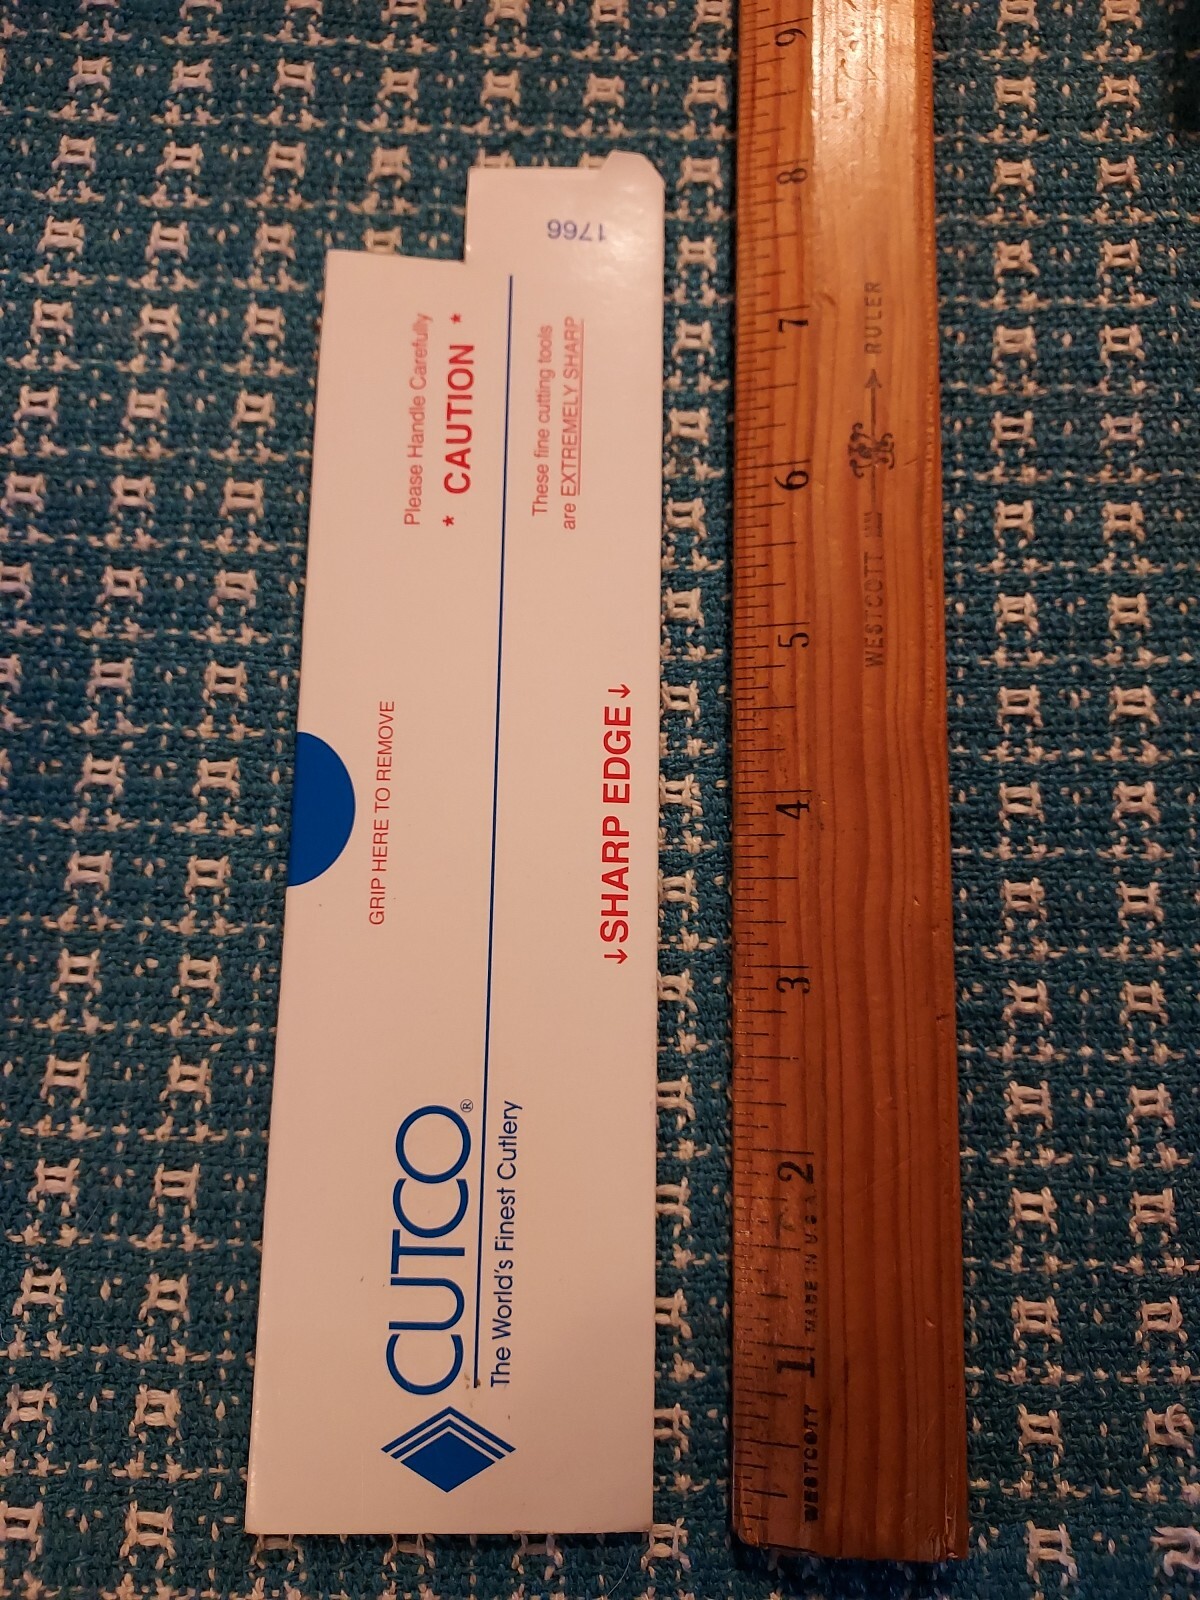 1766
Please Handle Carefully
* CAUTION *
These fine cutting tools
are EXTREMELY SHARP
GRIP HERE TO REMOVE
↓SHARP EDGE↓
CUTCO®
The World's Finest Cutlery
WESTCOTT RULER
WESTCOTT MADE IN U.S.A.
1 2 3 4 5 6 7 8 9